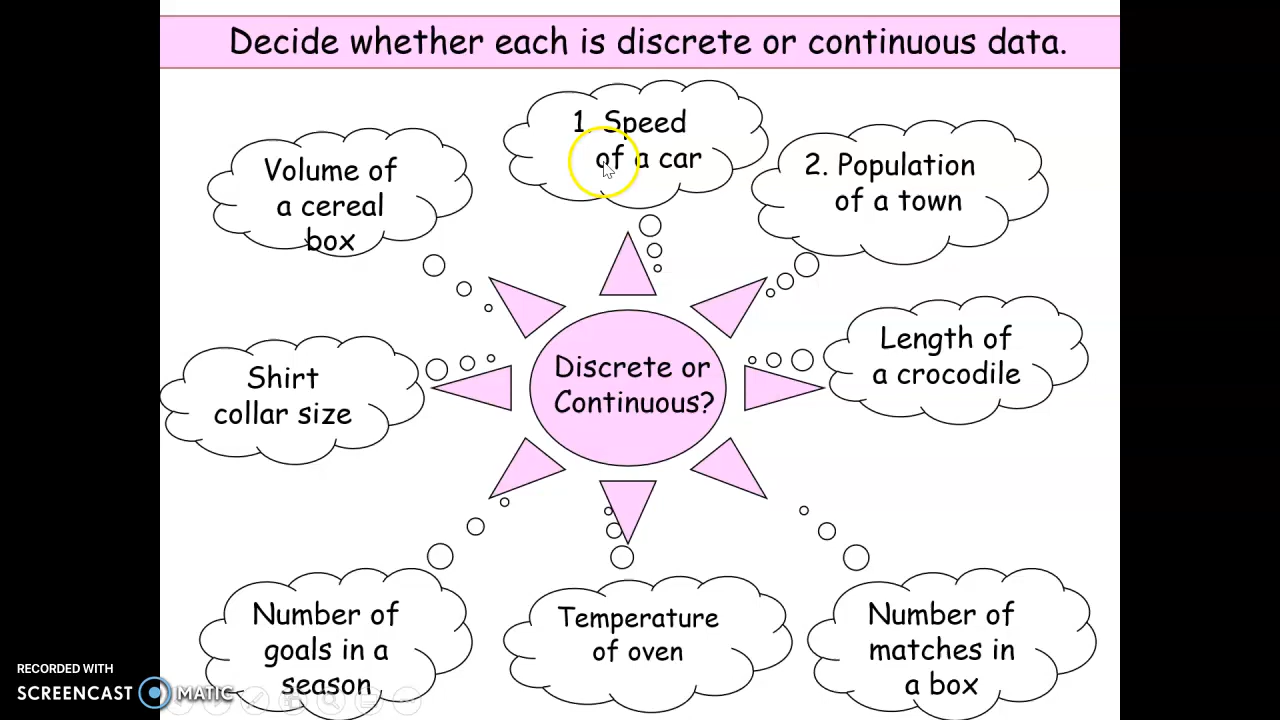 Decide whether each is discrete or continuous data.
1. Speed
of a car
2. Population
of a town
Length of
a crocodile
Number of
matches in
a box
Temperature
of oven
Number of
goals in a
season
Shirt
collar size
Volume of
a cereal
box
Discrete or
Continuous?
RECORDED WITH
SCREENCAST MATIC